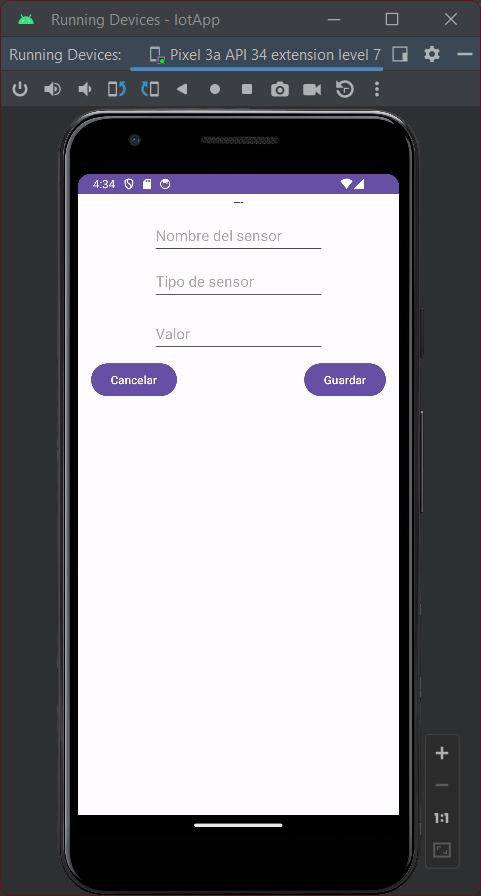 Running Devices - IotApp
Running Devices: Pixel 3a API 34 extension level 7
4:34
---
Nombre del sensor
Tipo de sensor
Valor
Cancelar Guardar
1:1